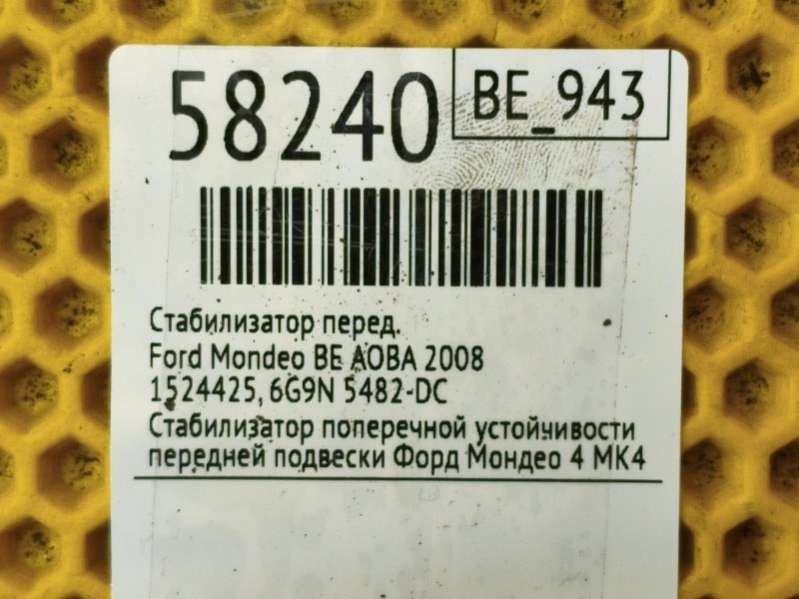 58240
BE_943
Стабилизатор перед.
Ford Mondeo BE AOBA 2008
1524425, 6G9N 5482-DC
Стабилизатор поперечной устойчивости
передней подвески Форд Мондео 4 МК4